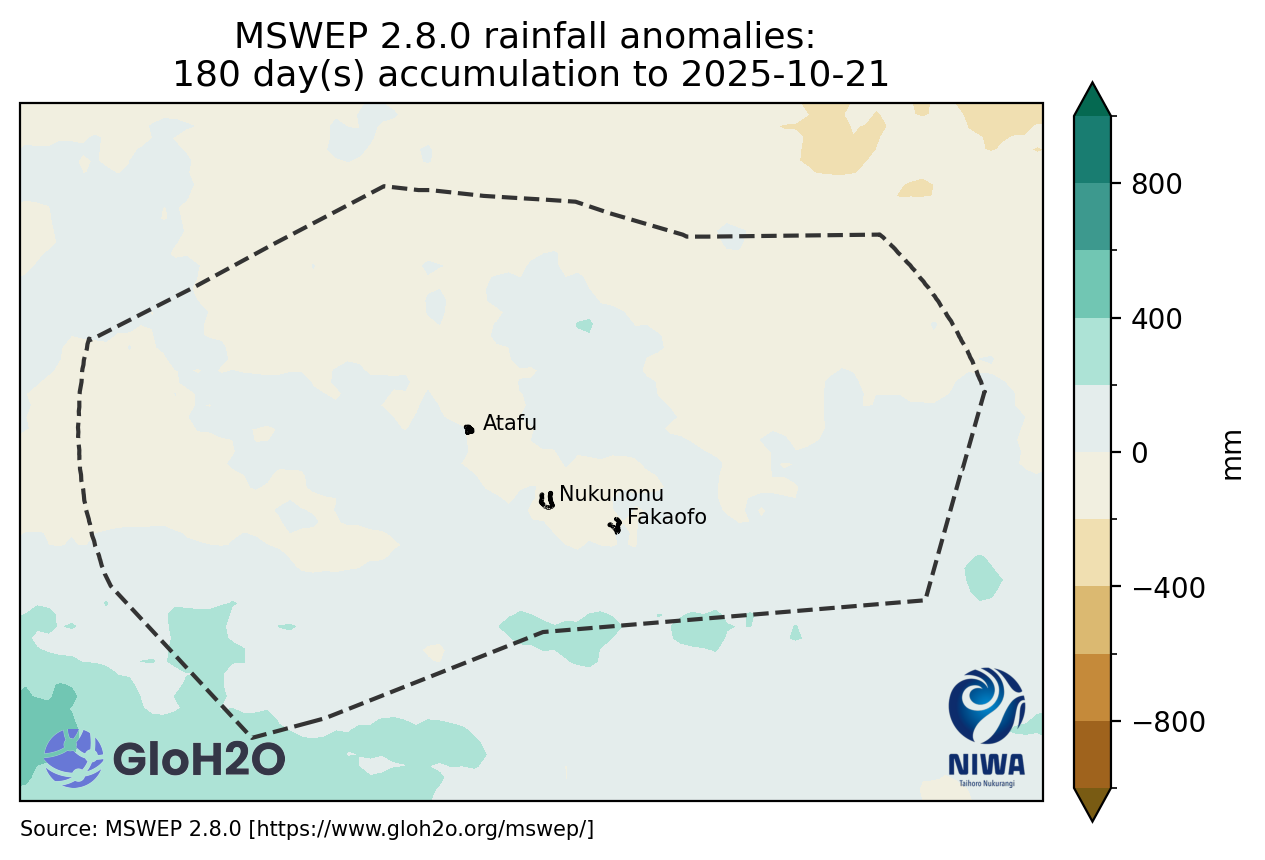 MSWEP 2.8.0 rainfall anomalies:
180 day(s) accumulation to 2025-10-21
800
400
0
−400
−800
mm
Atafu
Nukunonu
Fakaofo
GloH2O
NIWA
Taihoro Nukurangi
Source: MSWEP 2.8.0 [https://www.gloh2o.org/mswep/]